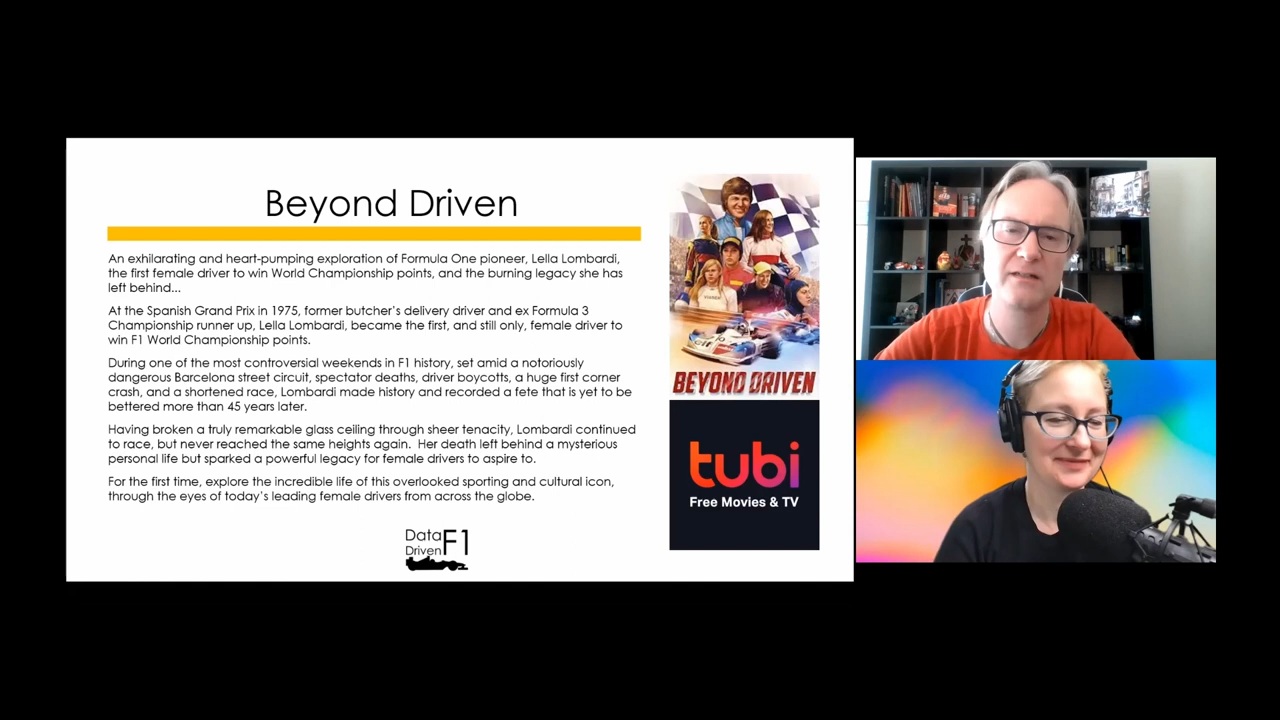 Beyond Driven
An exhilarating and heart-pumping exploration of Formula One pioneer, Lella Lombardi,
the first female driver to win World Championship points, and the burning legacy she has
left behind...
At the Spanish Grand Prix in 1975, former butcher's delivery driver and ex Formula 3
Championship runner up, Lella Lombardi, became the first, and still only, female driver to
win F1 World Championship points.
During one of the most controversial weekends in F1 history, set amid a notoriously
dangerous Barcelona street circuit, spectator deaths, driver boycotts, a huge first corner
crash, and a shortened race, Lombardi made history and recorded a fete that is yet to be
bettered more than 45 years later.
Having broken a truly remarkable glass ceiling through sheer tenacity, Lombardi continued
to race, but never reached the same heights again.  Her death left behind a mysterious
personal life but sparked a powerful legacy for female drivers to aspire to.
For the first time, explore the incredible life of this overlooked sporting and cultural icon,
through the eyes of today's leading female drivers from across the globe.
Data
Driven F1
BEYOND DRIVEN
tubi
Free Movies & TV